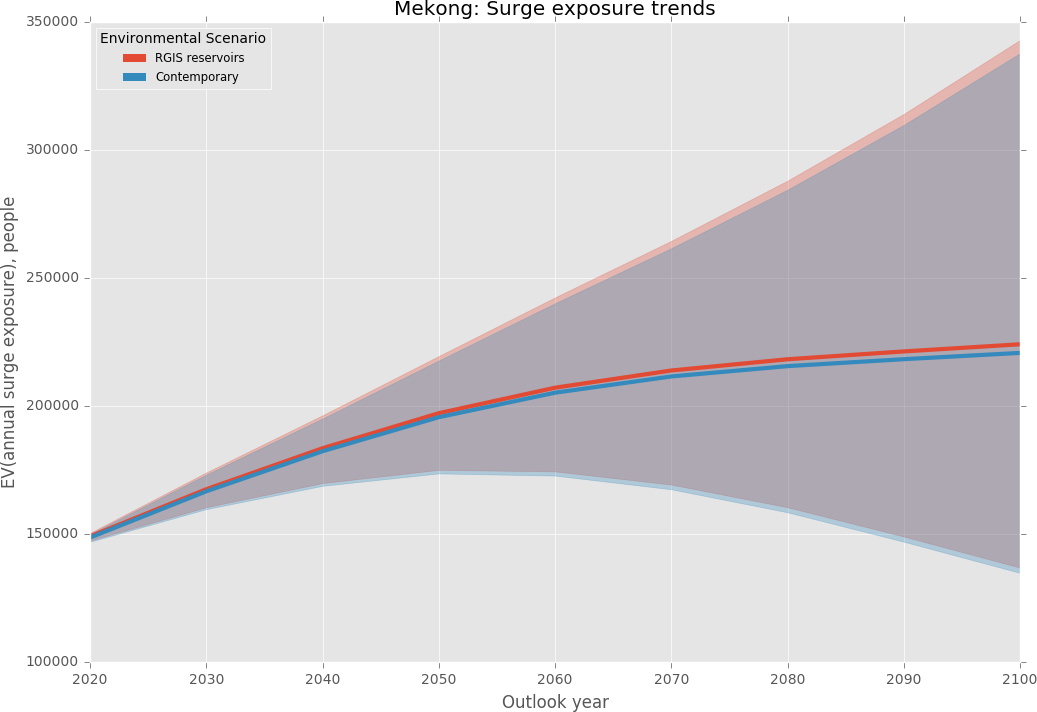 Mekong: Surge exposure trends
350000
300000
250000
200000
150000
100000
EV(annual surge exposure), people
Environmental Scenario
RGIS reservoirs
Contemporary
2020 2030 2040 2050 2060 2070 2080 2090 2100
Outlook year